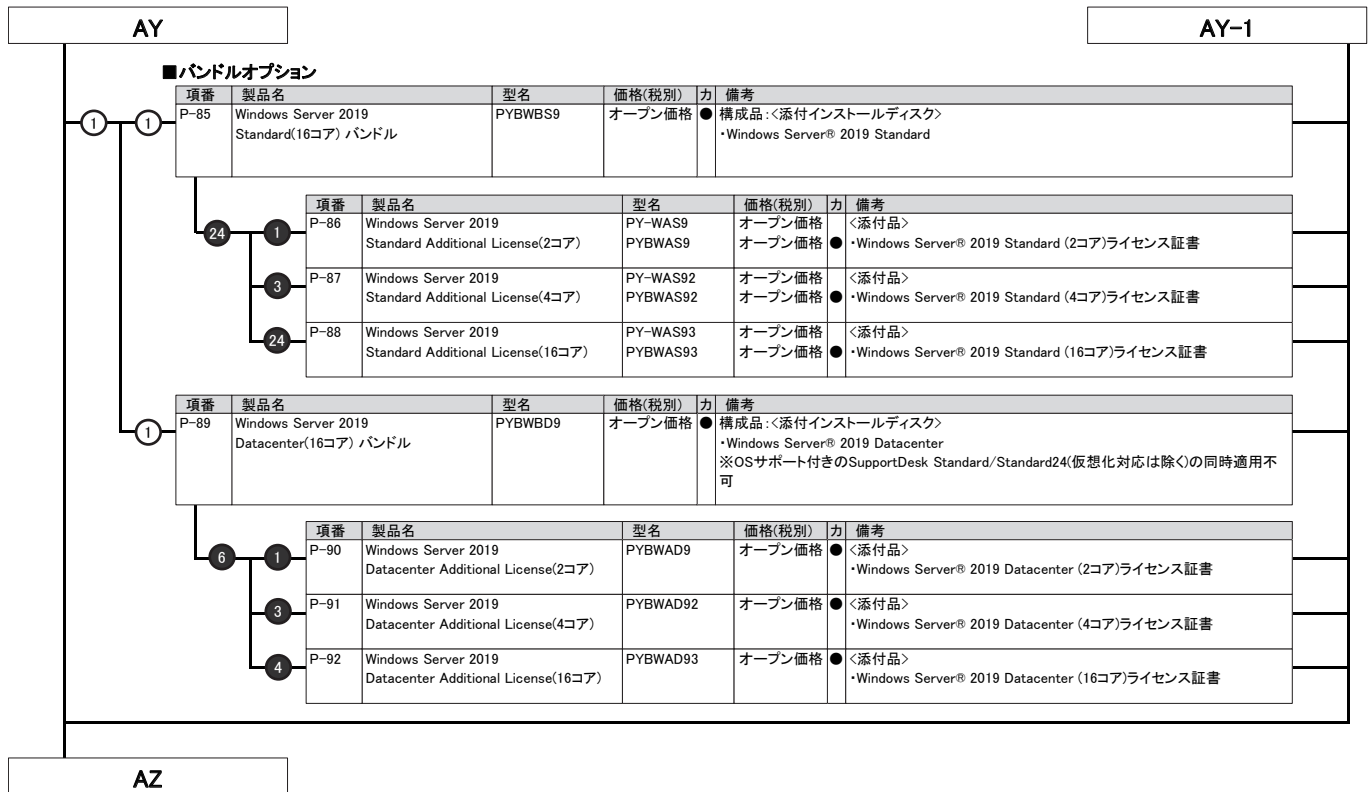 AY
AY-1
■バンドルオプション
項番 製品名 型名 価格(税別) カ 備考
1 1 P-85 Windows Server 2019 PYBWBS9 オープン価格 ● 構成品:<添付インストールディスク>
Standard(16コア) バンドル ・Windows Server® 2019 Standard
項番 製品名 型名 価格(税別) カ 備考
24 1 P-86 Windows Server 2019 PY-WAS9 オープン価格 <添付品>
Standard Additional License(2コア) PYBWAS9 オープン価格 ● ・Windows Server® 2019 Standard (2コア)ライセンス証書
3 P-87 Windows Server 2019 PY-WAS92 オープン価格 <添付品>
Standard Additional License(4コア) PYBWAS92 オープン価格 ● ・Windows Server® 2019 Standard (4コア)ライセンス証書
24 P-88 Windows Server 2019 PY-WAS93 オープン価格 <添付品>
Standard Additional License(16コア) PYBWAS93 オープン価格 ● ・Windows Server® 2019 Standard (16コア)ライセンス証書
項番 製品名 型名 価格(税別) カ 備考
1 P-89 Windows Server 2019 PYBWBD9 オープン価格 ● 構成品:<添付インストールディスク>
Datacenter(16コア) バンドル ・Windows Server® 2019 Datacenter
※OSサポート付きのSupportDesk Standard/Standard24(仮想化対応は除く)の同時適用不
可
項番 製品名 型名 価格(税別) カ 備考
6 1 P-90 Windows Server 2019 PYBWAD9 オープン価格 ● <添付品>
Datacenter Additional License(2コア) ・Windows Server® 2019 Datacenter (2コア)ライセンス証書
3 P-91 Windows Server 2019 PYBWAD92 オープン価格 ● <添付品>
Datacenter Additional License(4コア) ・Windows Server® 2019 Datacenter (4コア)ライセンス証書
4 P-92 Windows Server 2019 PYBWAD93 オープン価格 ● <添付品>
Datacenter Additional License(16コア) ・Windows Server® 2019 Datacenter (16コア)ライセンス証書
AZ